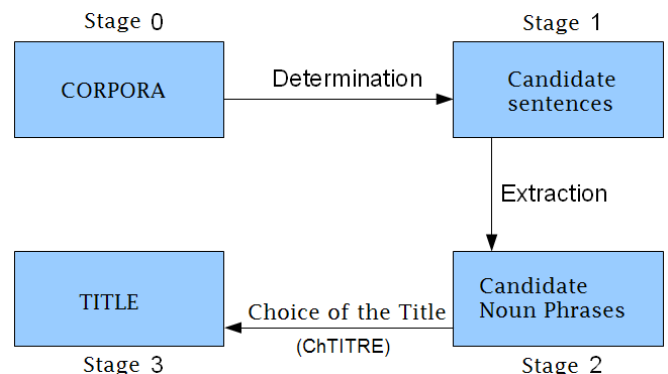 Stage 0
Stage 1
CORPORA
Determination
Candidate
sentences
Extraction
TITLE
Choice of the Title
(ChTITRE)
Candidate
Noun Phrases
Stage 3
Stage 2